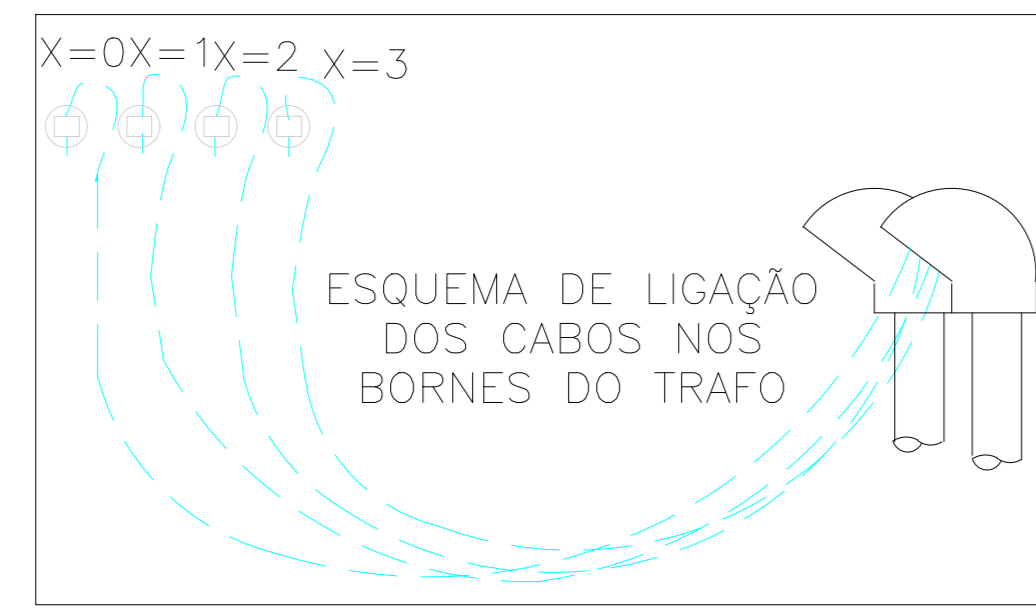 X=0X=1X=2 X=3
ESQUEMA DE LIGAÇÃO
DOS CABOS NOS
BORNES DO TRAFO